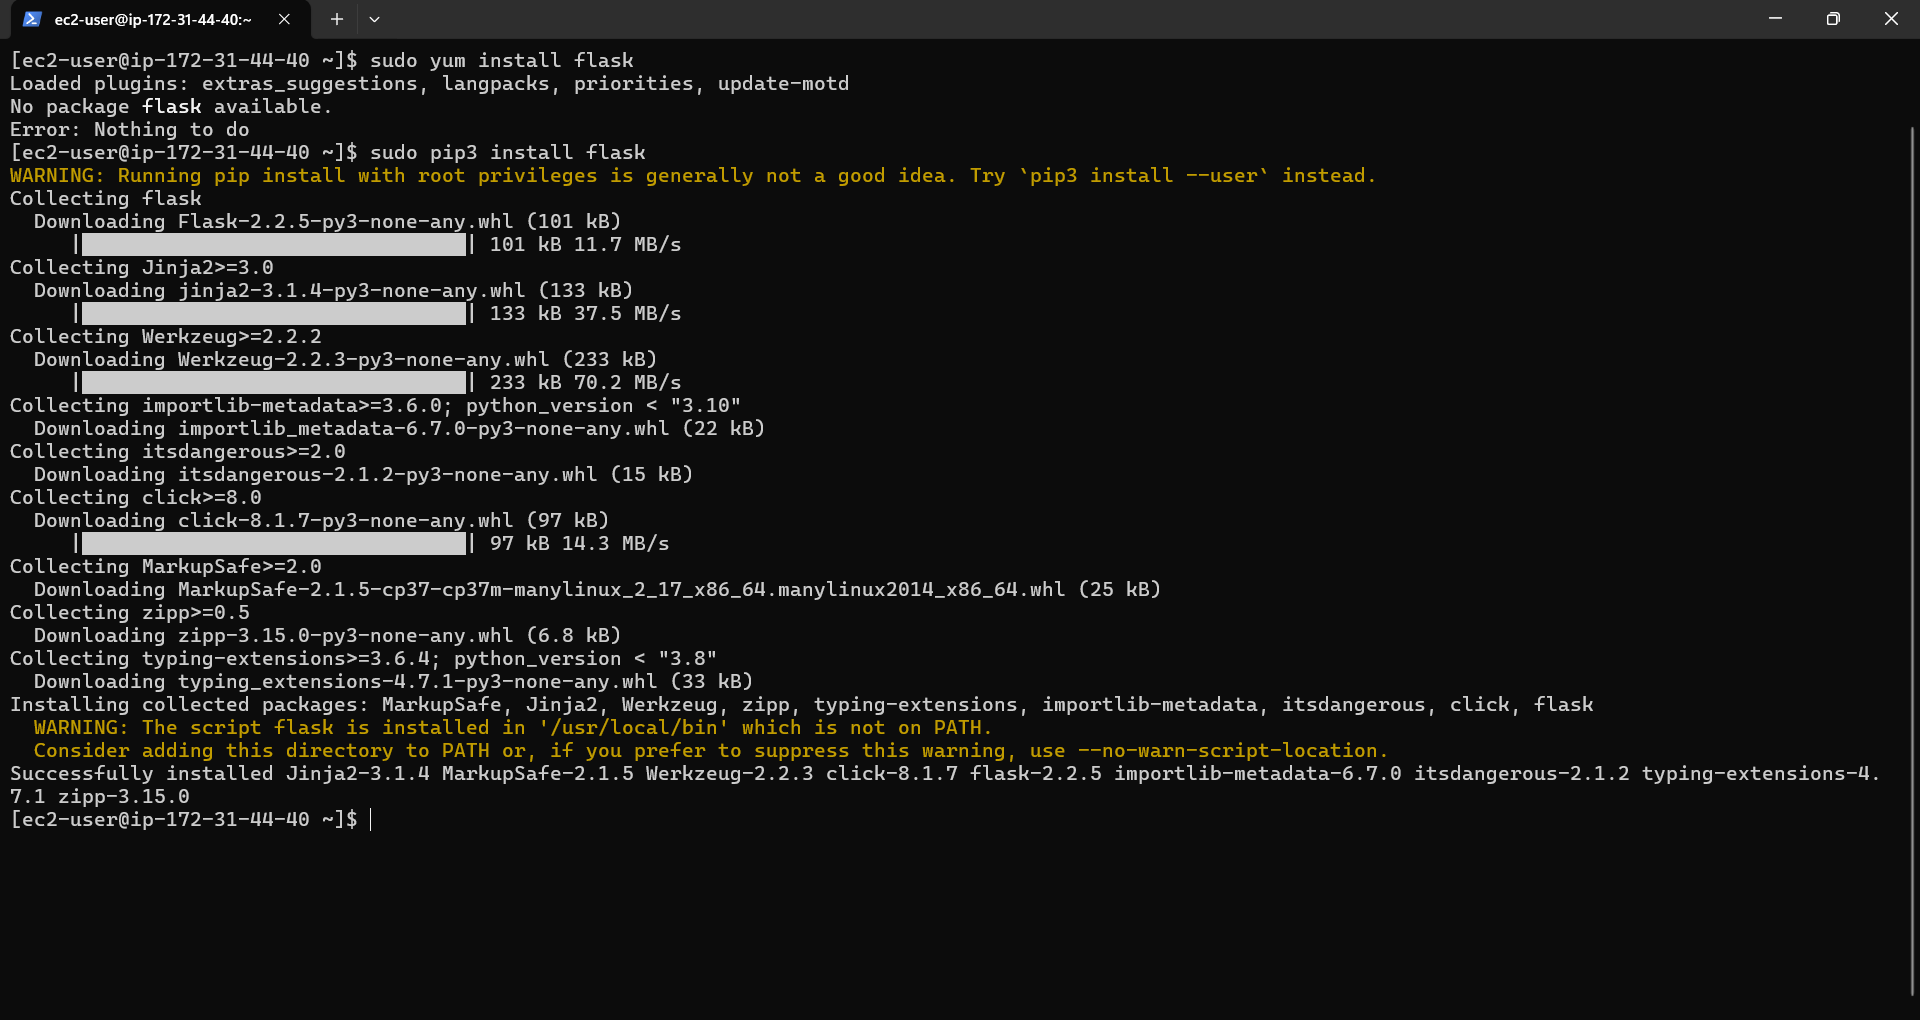 ec2-user@ip-172-31-44-40:~
[ec2-user@ip-172-31-44-40 ~]$ sudo yum install flask
Loaded plugins: extras_suggestions, langpacks, priorities, update-motd
No package flask available.
Error: Nothing to do
[ec2-user@ip-172-31-44-40 ~]$ sudo pip3 install flask
WARNING: Running pip install with root privileges is generally not a good idea. Try `pip3 install --user` instead.
Collecting flask
  Downloading Flask-2.2.5-py3-none-any.whl (101 kB)
     |████████████████████████████████| 101 kB 11.7 MB/s
Collecting Jinja2>=3.0
  Downloading jinja2-3.1.4-py3-none-any.whl (133 kB)
     |████████████████████████████████| 133 kB 37.5 MB/s
Collecting Werkzeug>=2.2.2
  Downloading Werkzeug-2.2.3-py3-none-any.whl (233 kB)
     |████████████████████████████████| 233 kB 70.2 MB/s
Collecting importlib-metadata>=3.6.0; python_version < "3.10"
  Downloading importlib_metadata-6.7.0-py3-none-any.whl (22 kB)
Collecting itsdangerous>=2.0
  Downloading itsdangerous-2.1.2-py3-none-any.whl (15 kB)
Collecting click>=8.0
  Downloading click-8.1.7-py3-none-any.whl (97 kB)
     |████████████████████████████████| 97 kB 14.3 MB/s
Collecting MarkupSafe>=2.0
  Downloading MarkupSafe-2.1.5-cp37-cp37m-manylinux_2_17_x86_64.manylinux2014_x86_64.whl (25 kB)
Collecting zipp>=0.5
  Downloading zipp-3.15.0-py3-none-any.whl (6.8 kB)
Collecting typing-extensions>=3.6.4; python_version < "3.8"
  Downloading typing_extensions-4.7.1-py3-none-any.whl (33 kB)
Installing collected packages: MarkupSafe, Jinja2, Werkzeug, zipp, typing-extensions, importlib-metadata, itsdangerous, click, flask
  WARNING: The script flask is installed in '/usr/local/bin' which is not on PATH.
  Consider adding this directory to PATH or, if you prefer to suppress this warning, use --no-warn-script-location.
Successfully installed Jinja2-3.1.4 MarkupSafe-2.1.5 Werkzeug-2.2.3 click-8.1.7 flask-2.2.5 importlib-metadata-6.7.0 itsdangerous-2.1.2 typing-extensions-4.
7.1 zipp-3.15.0
[ec2-user@ip-172-31-44-40 ~]$